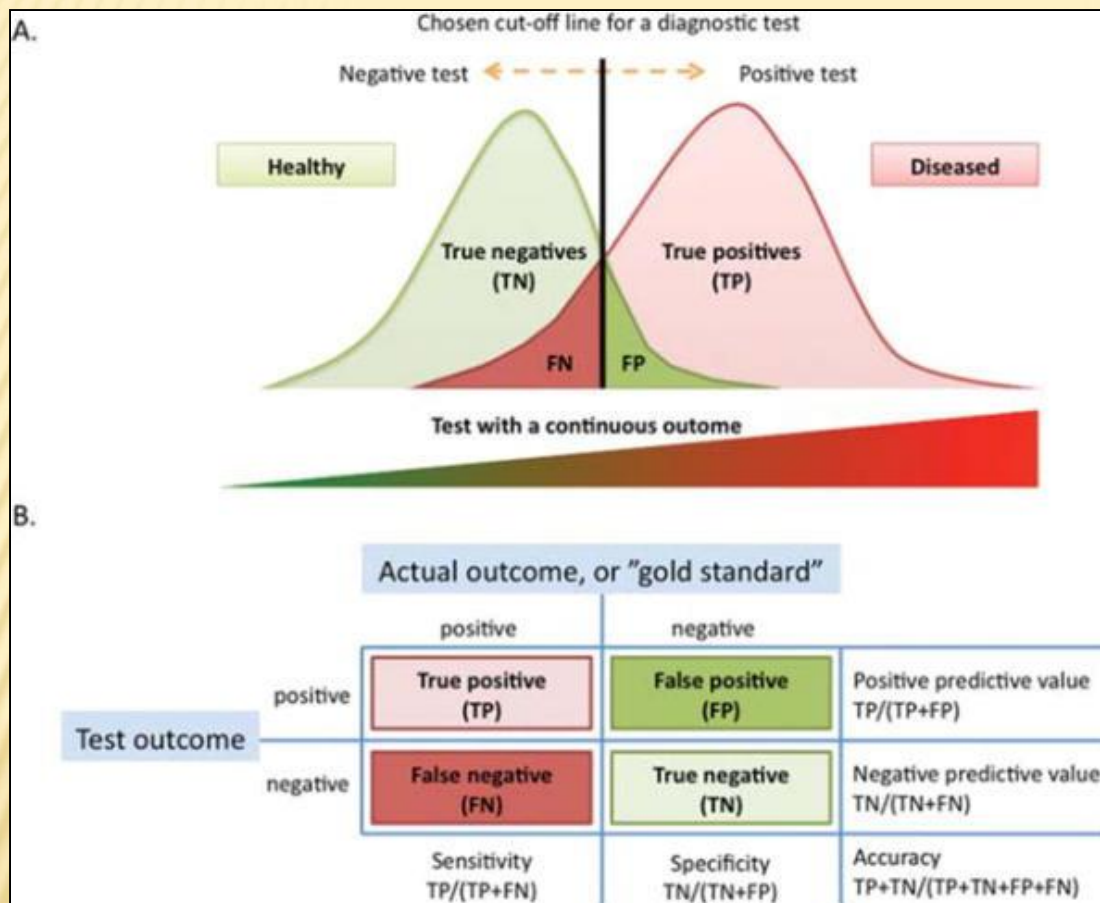 A.
Chosen cut-off line for a diagnostic test
Negative test
Positive test
Healthy
Diseased
True negatives
(TN)
True positives
(TP)
FN
FP
Test with a continuous outcome
B.
Actual outcome, or "gold standard"
positive
negative
Test outcome
positive
True positive
(TP)
False positive
(FP)
Positive predictive value
TP/(TP+FP)
negative
False negative
(FN)
True negative
(TN)
Negative predictive value
TN/(TN+FN)
Sensitivity
TP/(TP+FN)
Specificity
TN/(TN+FP)
Accuracy
TP+TN/(TP+TN+FP+FN)